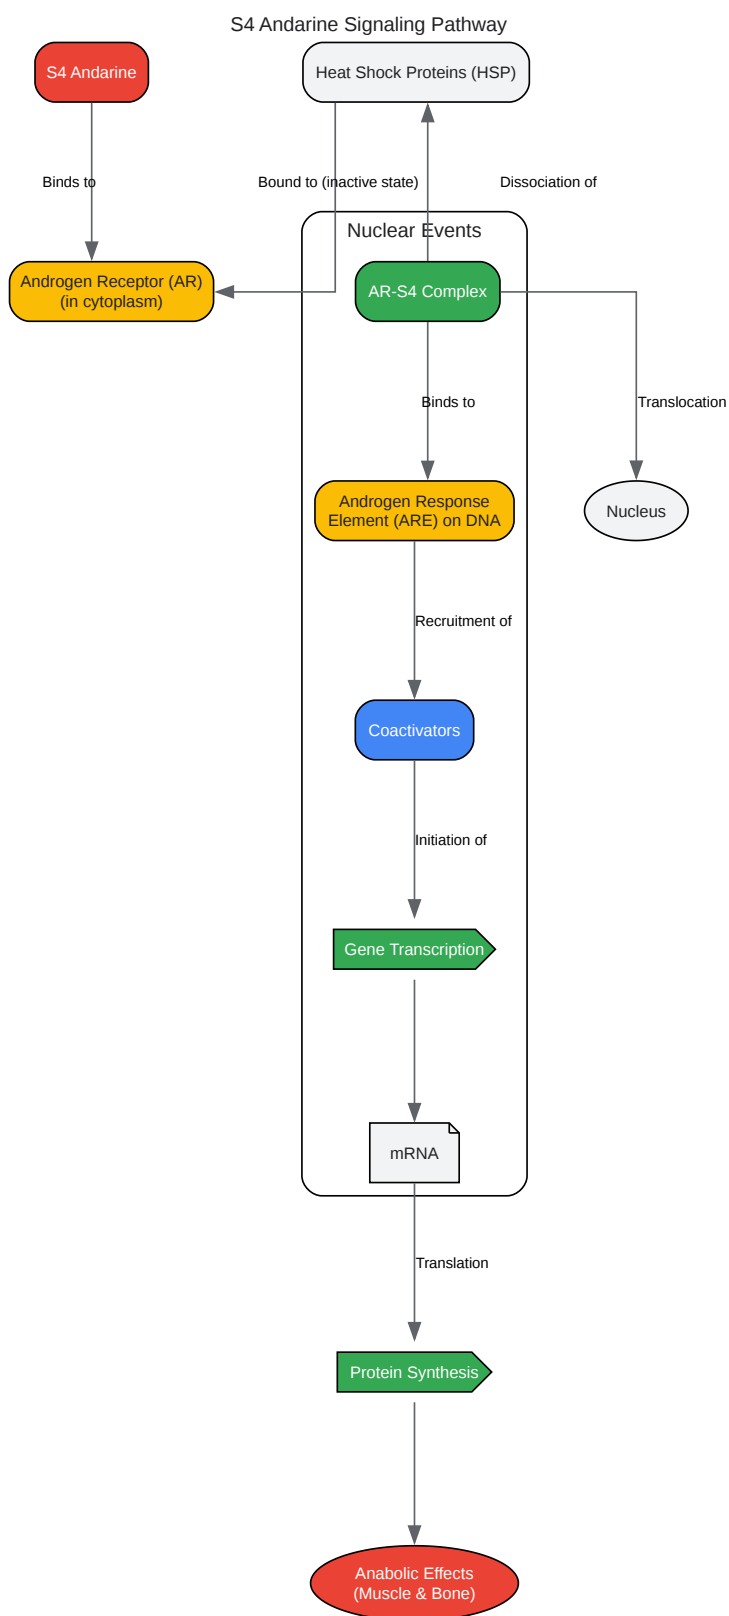 S4 Andarine Signaling Pathway
S4 Andarine
Heat Shock Proteins (HSP)
Binds to
Bound to (inactive state)
Dissociation of
Nuclear Events
Androgen Receptor (AR)
(in cytoplasm)
AR-S4 Complex
Binds to
Translocation
Androgen Response
Element (ARE) on DNA
Nucleus
Recruitment of
Coactivators
Initiation of
Gene Transcription
mRNA
Translation
Protein Synthesis
Anabolic Effects
(Muscle & Bone)